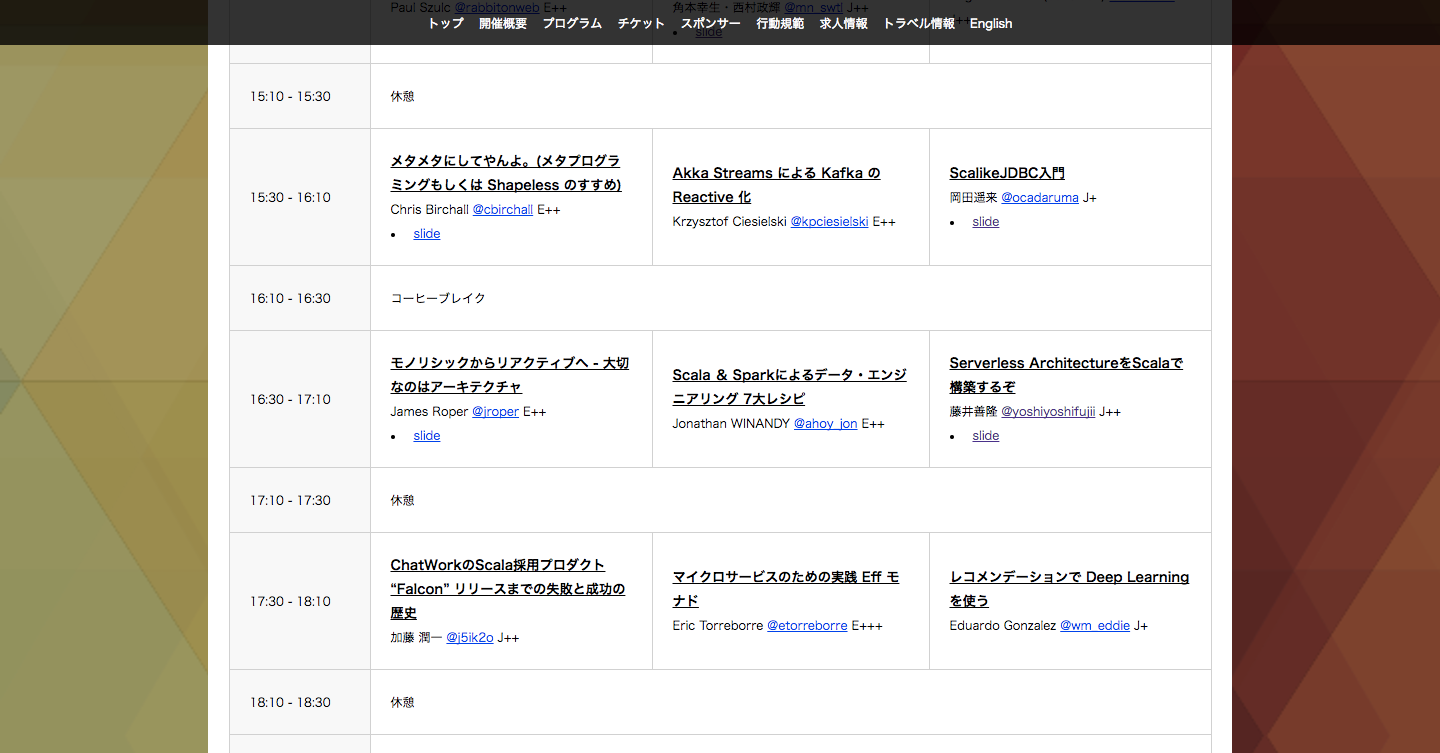 Paul Szulc @rabbitonweb E++
角本幸生・西村政輝 @mn_swtl J++
トップ 開催概要 プログラム チケット スポンサー 行動規範 求人情報 トラベル情報 English
slide
15:10 - 15:30
休憩
15:30 - 16:10
メタメタにしてやんよ。(メタプログラ
ミングもしくは Shapeless のすすめ)
Chris Birchall @cbirchall E++
• slide
Akka Streams による Kafka の
Reactive 化
Krzysztof Ciesielski @kpciesielski E++
ScalikeJDBC入門
岡田遥来 @ocadaruma J+
• slide
16:10 - 16:30
コーヒーブレイク
16:30 - 17:10
モノリシックからリアクティブへ - 大切
なのはアーキテクチャ
James Roper @jroper E++
• slide
Scala & Sparkによるデータ・エンジ
ニアリング 7大レシピ
Jonathan WINANDY @ahoy_jon E++
Serverless ArchitectureをScalaで
構築するぞ
藤井善隆 @yoshiyoshifujii J++
• slide
17:10 - 17:30
休憩
17:30 - 18:10
ChatWorkのScala採用プロダクト
“Falcon” リリースまでの失敗と成功の
歴史
加藤 潤一 @j5ik2o J++
マイクロサービスのための実践 Eff モ
ナド
Eric Torreborre @etorreborre E+++
レコメンデーションで Deep Learning
を使う
Eduardo Gonzalez @wm_eddie J+
18:10 - 18:30
休憩